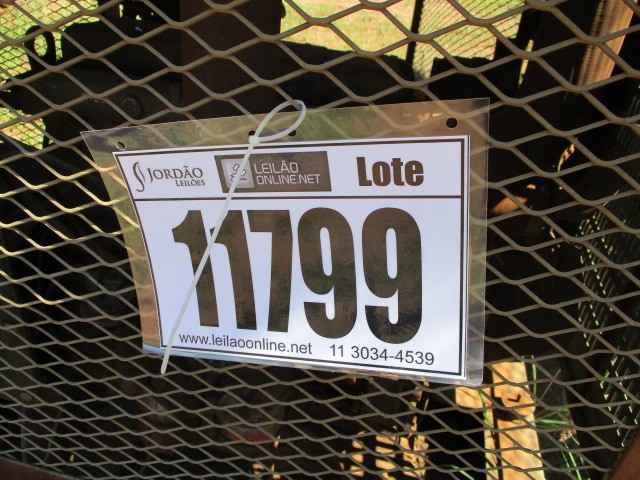 JORDÃO LEILÕES LEILÃO ONLINE.NET Lote
11799
www.leilaoonline.net 11 3034-4539